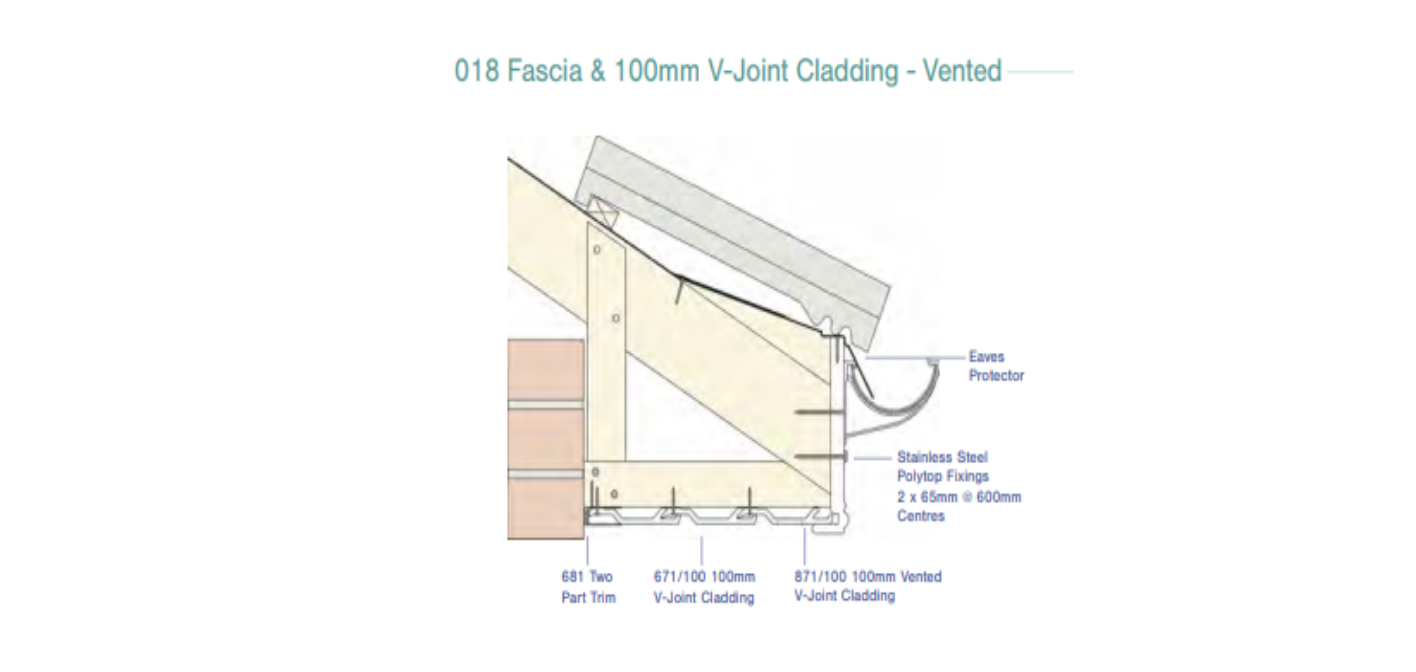 018 Fascia & 100mm V-Joint Cladding - Vented
Eaves
Protector
Stainless Steel
Polytop Fixings
2 x 65mm @ 600mm
Centres
681 Two
Part Trim
671/100 100mm
V-Joint Cladding
871/100 100mm Vented
V-Joint Cladding